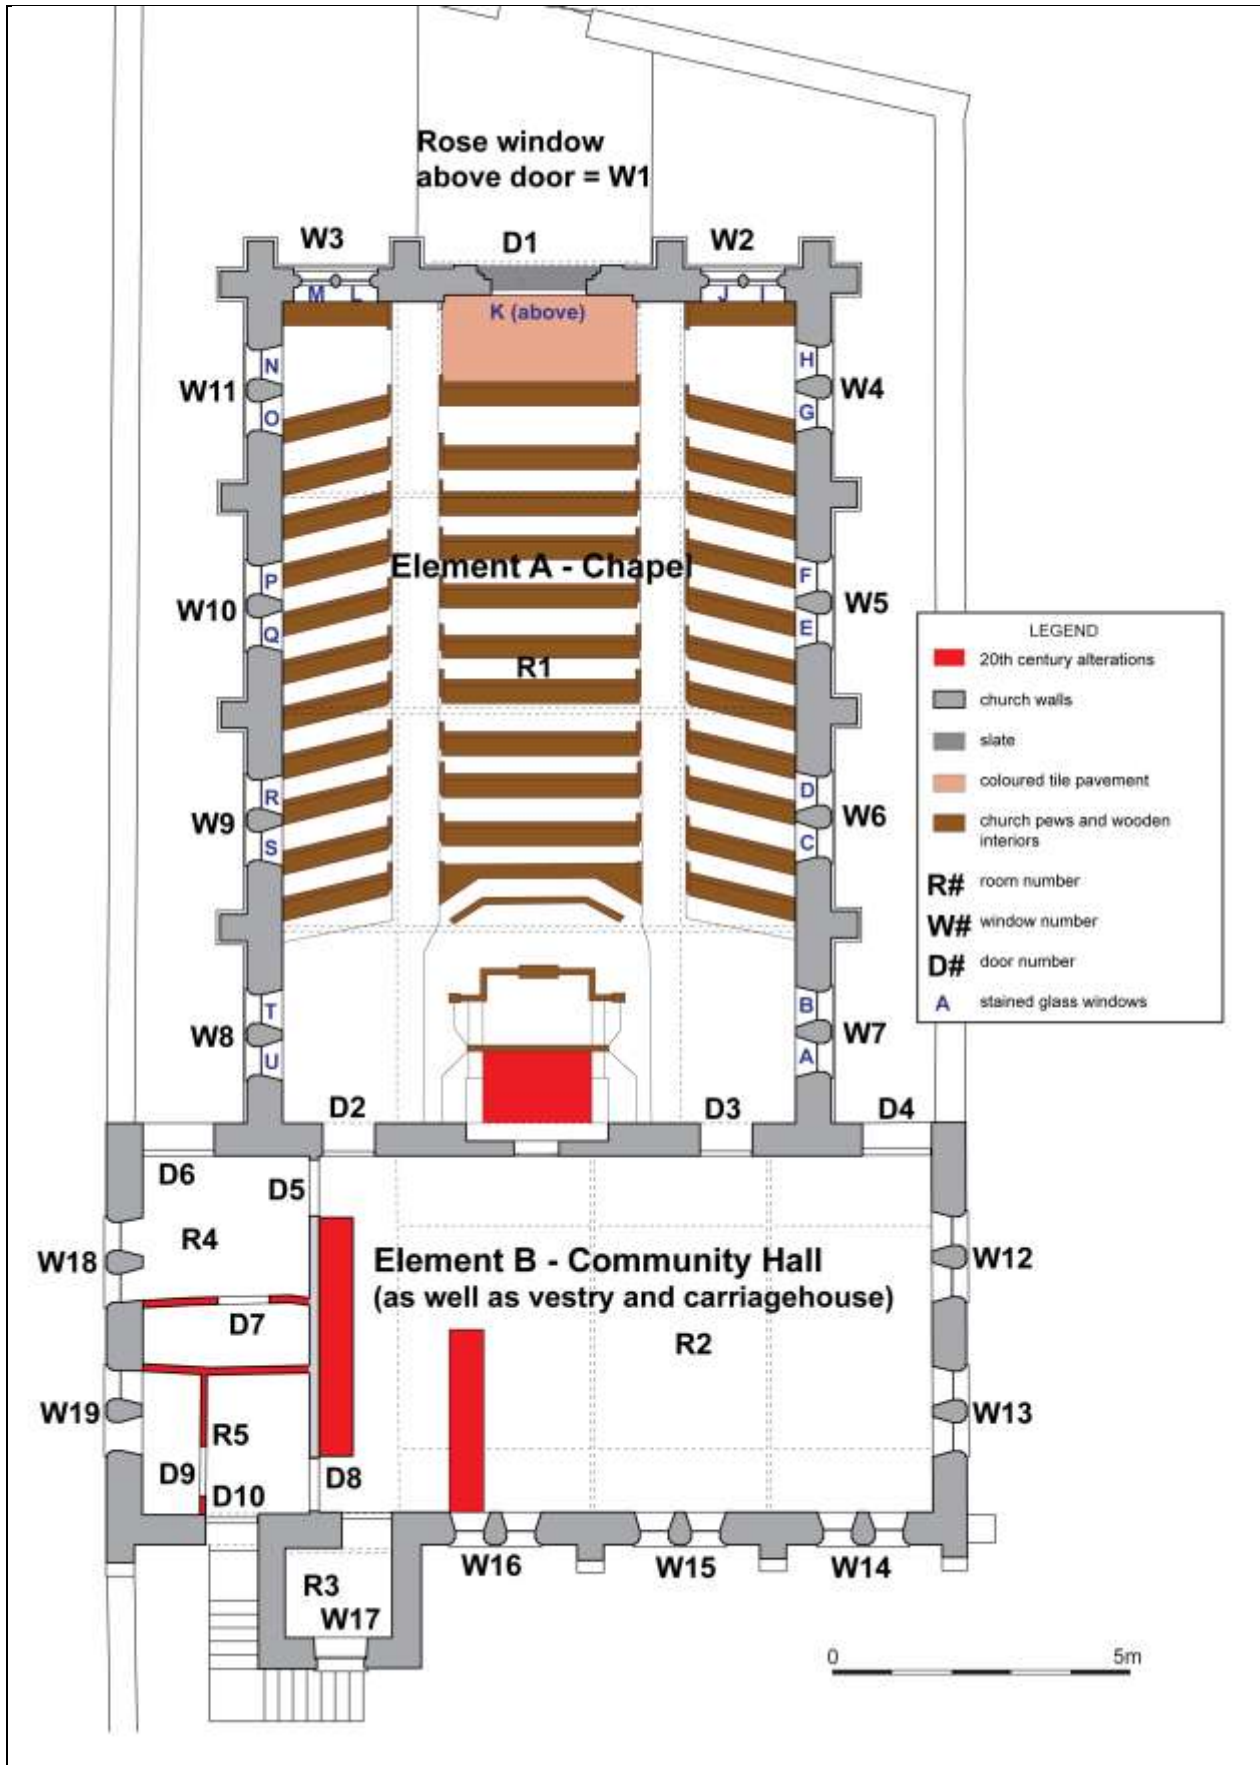 Rose window
above door = W1
W3
D1
W2
M
L
K (above)
J
I
N
H
W11
W4
O
G
Element A - Chapel
P
F
W10
W5
Q
E
R1
R
D
W9
W6
S
C
T
B
W8
W7
U
A
LEGEND
20th century alterations
church walls
slate
coloured tile pavement
church pews and wooden
interiors
R# room number
W# window number
D# door number
A stained glass windows
D2
D3
D4
D6
D5
R4
W18
Element B - Community Hall
(as well as vestry and carriagehouse)
W12
D7
R2
W19
R5
W13
D9
D8
D10
W16
W15
W14
R3
W17
0
5m